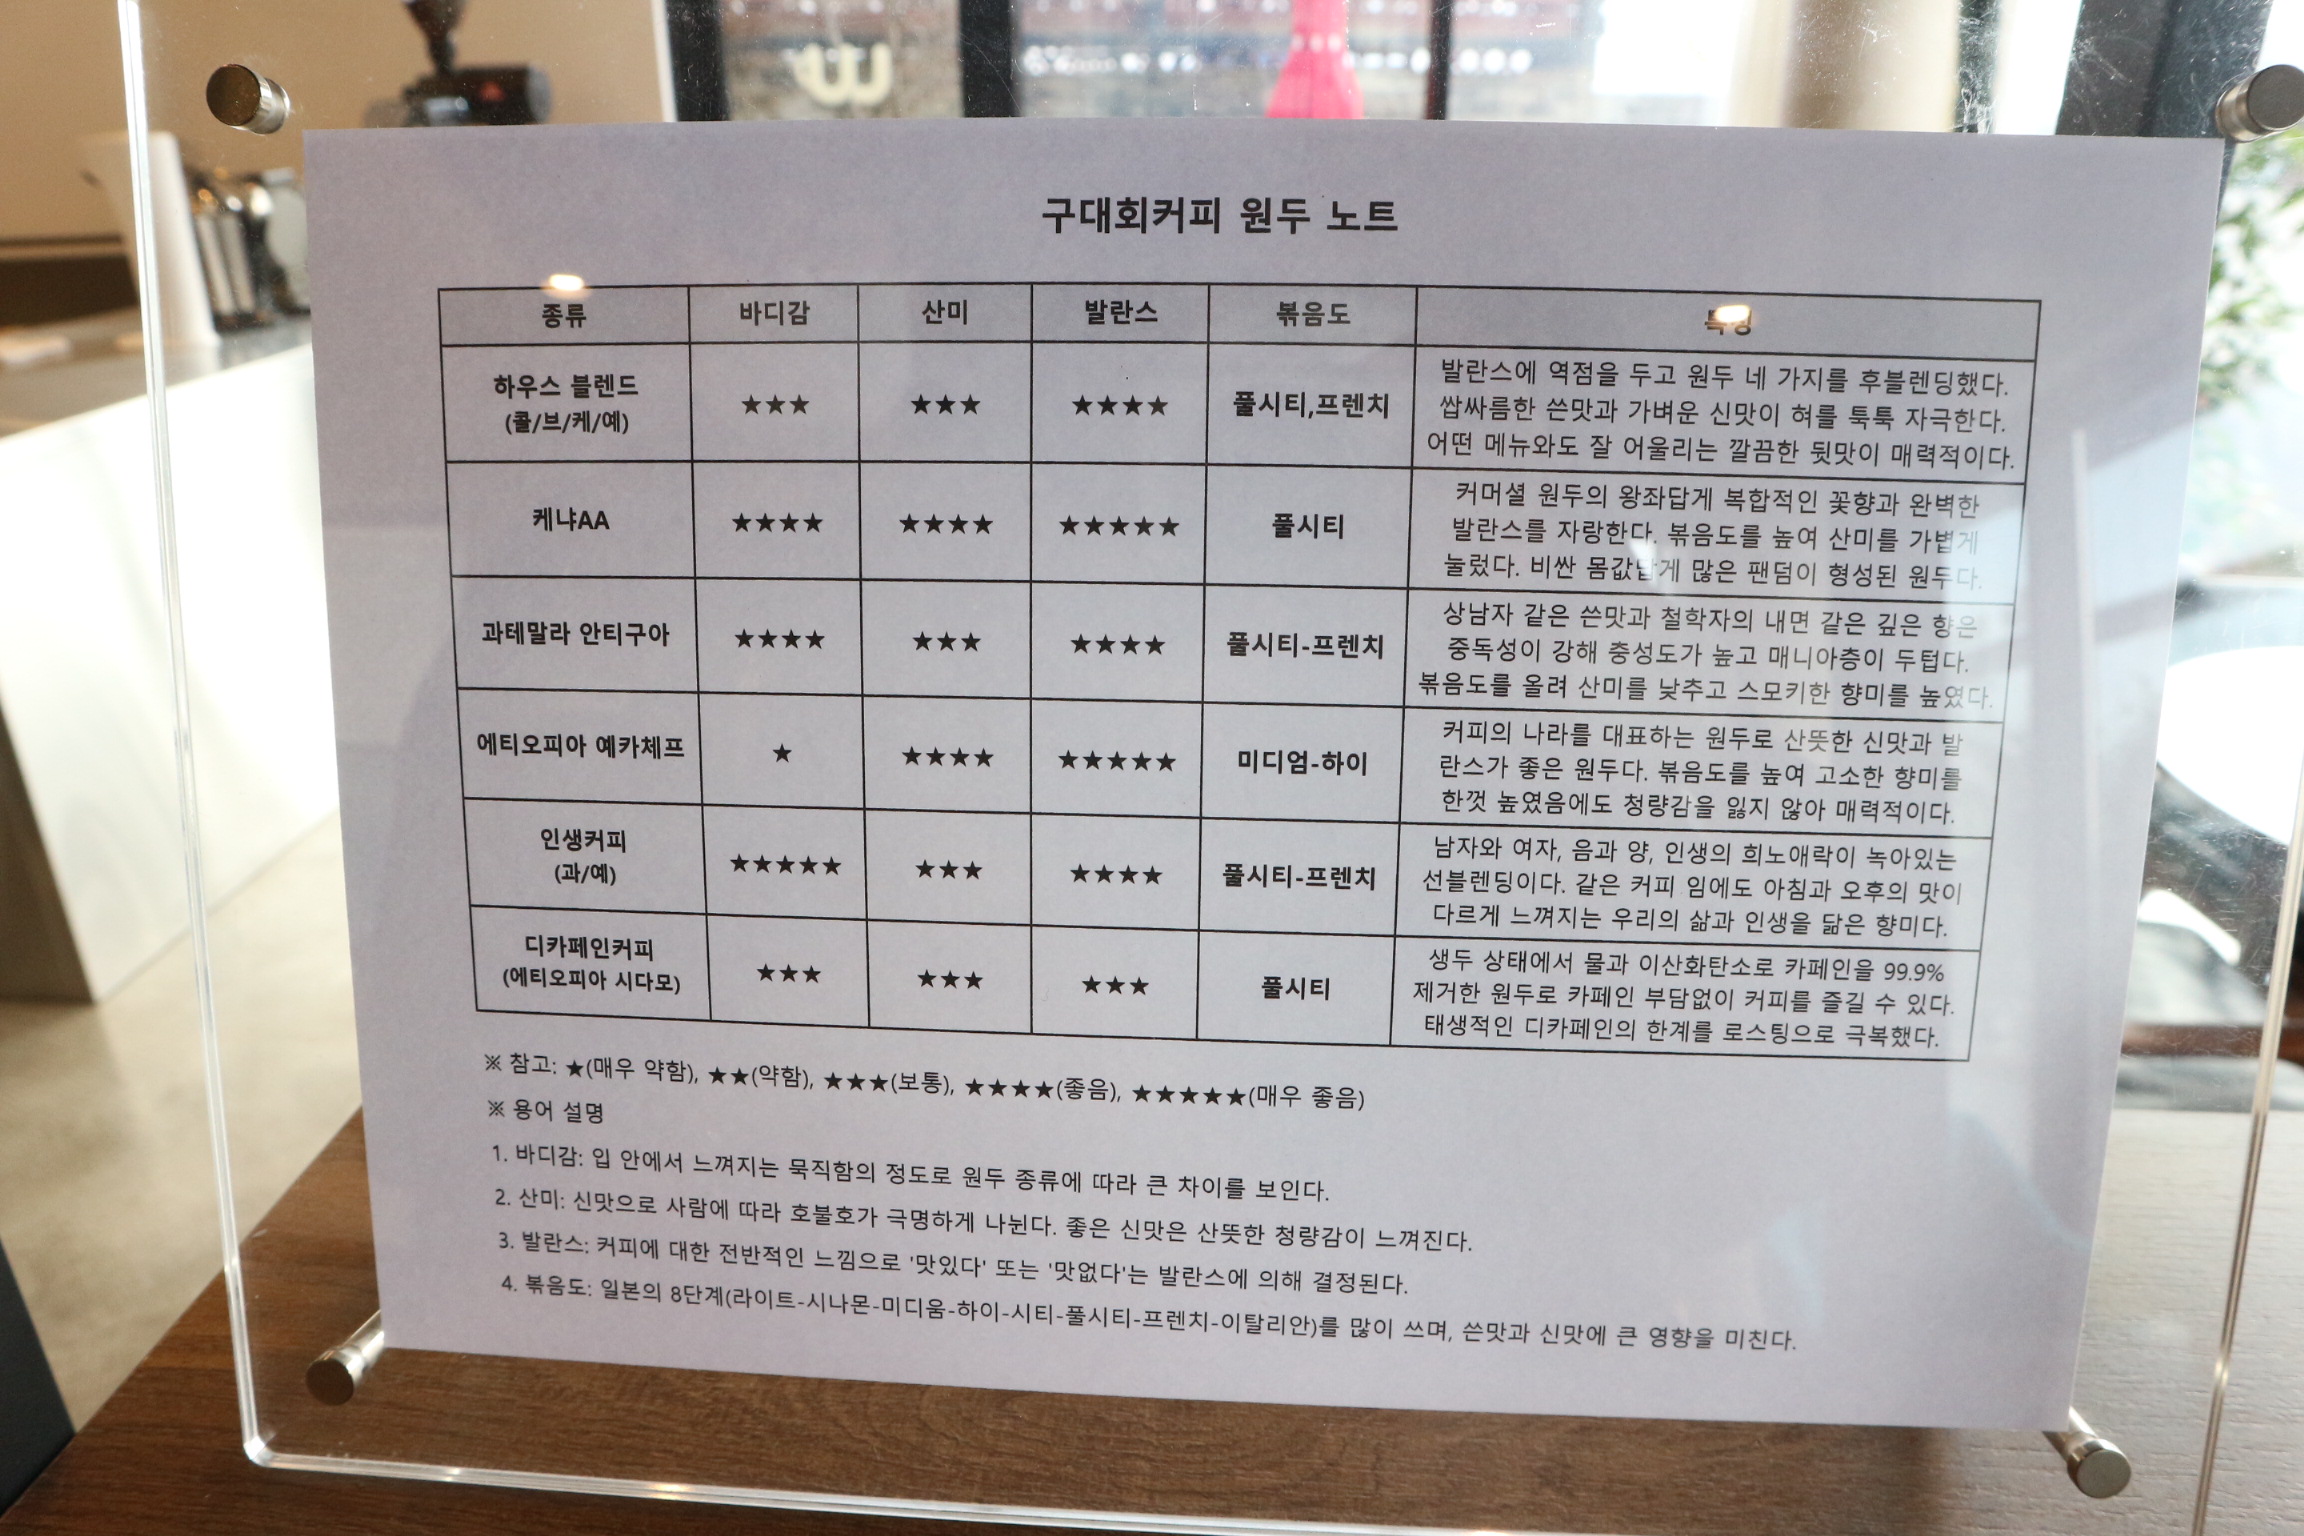 구대회커피 원두 노트
종류 바디감 산미 발란스 볶음도 특징
하우스 블렌드
(콜/브/케/예)
★★★ ★★★ ★★★★ 풀시티,프렌치
발란스에 역점을 두고 원두 네 가지를 후블렌딩했다.
쌉싸름한 쓴맛과 가벼운 신맛이 혀를 툭툭 자극한다.
어떤 메뉴와도 잘 어울리는 깔끔한 뒷맛이 매력적이다.
케냐AA ★★★★ ★★★★ ★★★★★ 풀시티
커머셜 원두의 왕좌답게 복합적인 꽃향과 완벽한
발란스를 자랑한다. 볶음도를 높여 산미를 가볍게
눌렀다. 비싼 몸값답게 많은 팬덤이 형성된 원두다.
과테말라 안티구아 ★★★★ ★★★ ★★★★ 풀시티-프렌치
상남자 같은 쓴맛과 철학자의 내면 같은 깊은 향은
중독성이 강해 충성도가 높고 매니아층이 두텁다.
볶음도를 올려 산미를 낮추고 스모키한 향미를 높였다.
에티오피아 예카체프 ★ ★★★★ ★★★★★ 미디엄-하이
커피의 나라를 대표하는 원두로 산뜻한 신맛과 발
란스가 좋은 원두다. 볶음도를 높여 고소한 향미를
한껏 높였음에도 청량감을 잃지 않아 매력적이다.
인생커피
(과/예)
★★★★★ ★★★ ★★★★ 풀시티-프렌치
남자와 여자, 음과 양, 인생의 희노애락이 녹아있는
선블렌딩이다. 같은 커피 임에도 아침과 오후의 맛이
다르게 느껴지는 우리의 삶과 인생을 닮은 향미다.
디카페인커피
(에티오피아 시다모)
★★★ ★★★ ★★★ 풀시티
생두 상태에서 물과 이산화탄소로 카페인을 99.9%
제거한 원두로 카페인 부담없이 커피를 즐길 수 있다.
태생적인 디카페인의 한계를 로스팅으로 극복했다.
※ 참고: ★(매우 약함), ★★(약함), ★★★(보통), ★★★★(좋음), ★★★★★(매우 좋음)
※ 용어 설명
1. 바디감: 입 안에서 느껴지는 묵직함의 정도로 원두 종류에 따라 큰 차이를 보인다.
2. 산미: 신맛으로 사람에 따라 호불호가 극명하게 나뉜다. 좋은 신맛은 산뜻한 청량감이 느껴진다.
3. 발란스: 커피에 대한 전반적인 느낌으로 '맛있다' 또는 '맛없다'는 발란스에 의해 결정된다.
4. 볶음도: 일본의 8단계(라이트-시나몬-미디움-하이-시티-풀시티-프렌치-이탈리안)를 많이 쓰며, 쓴맛과 신맛에 큰 영향을 미친다.